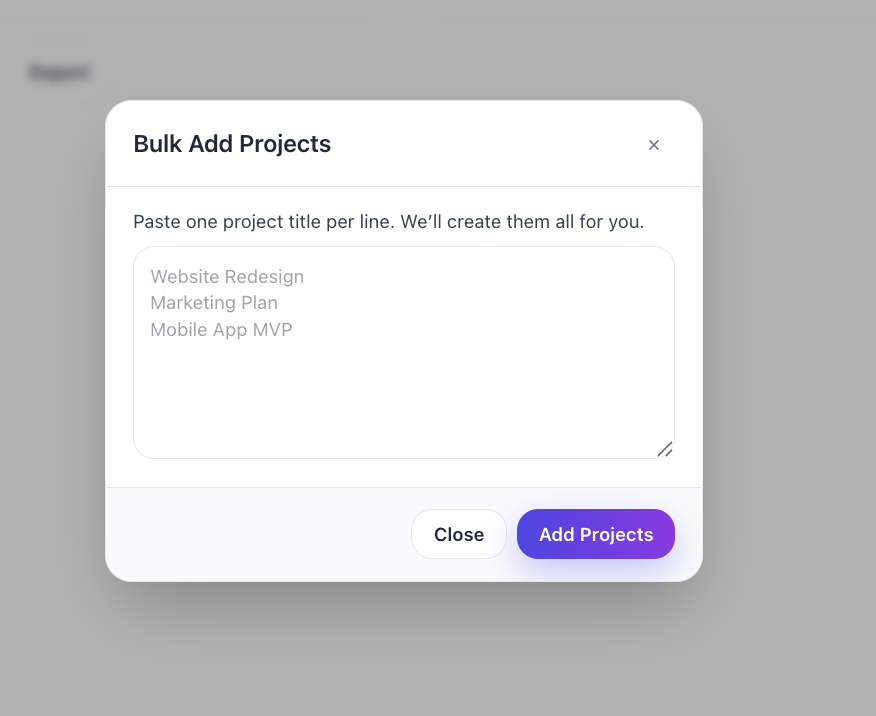 Export
Bulk Add Projects
×
Paste one project title per line. We’ll create them all for you.
Website Redesign
Marketing Plan
Mobile App MVP
Close
Add Projects